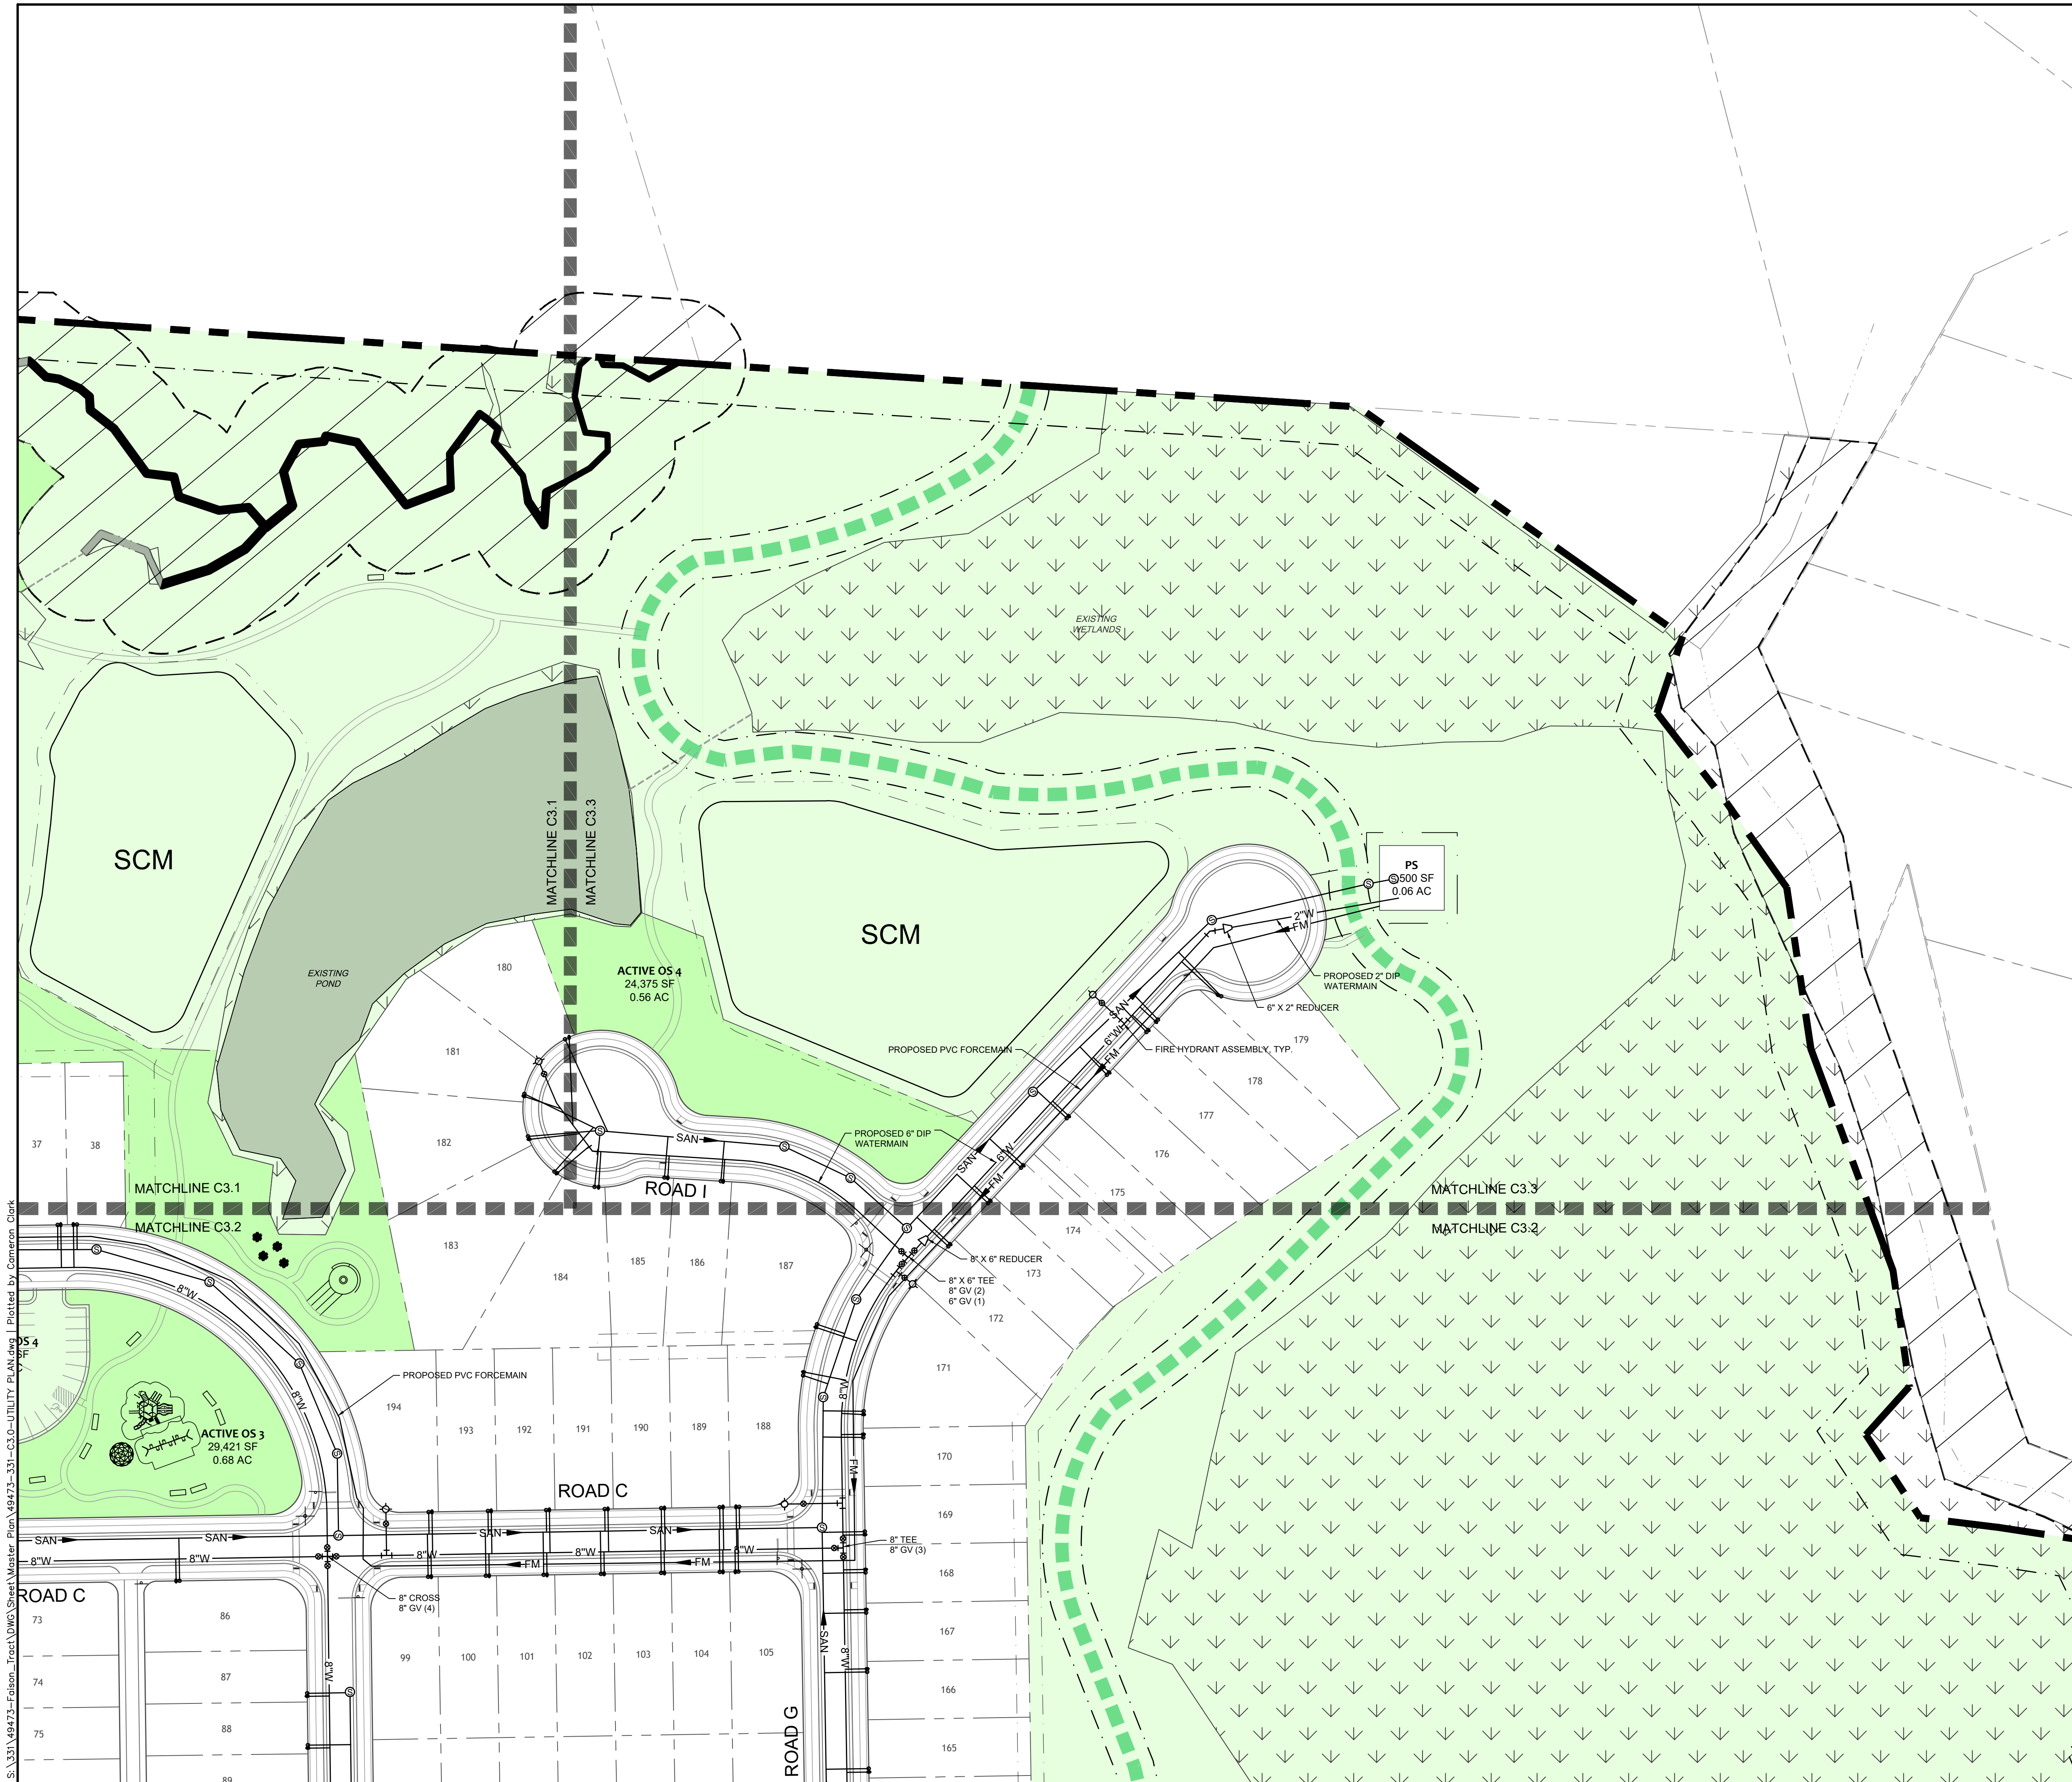 MATCHLINE C3.1
MATCHLINE C3.3
EXISTING
WETLANDS
SCM
SCM
EXISTING
POND
PS
500 SF
0.06 AC
2"W
FM
PROPOSED 2" DIP
WATERMAIN
6" X 2" REDUCER
ACTIVE OS 4
24,375 SF
0.56 AC
PROPOSED PVC FORCEMAIN
FIRE HYDRANT ASSEMBLY, TYP.
SAN
6"W
FM
180
181
182
183
184
185
186
187
179
178
177
176
175
174
173
172
171
170
169
168
167
166
165
37
38
SAN
PROPOSED 6" DIP
WATERMAIN
ROAD I
SAN
6"W
FM
MATCHLINE C3.1
MATCHLINE C3.2
MATCHLINE C3.3
MATCHLINE C3.2
8" X 6" REDUCER
8" X 6" TEE
8" GV (2)
6" GV (1)
8"W
8"W
OS 4
SF
C
ACTIVE OS 3
29,421 SF
0.68 AC
PROPOSED PVC FORCEMAIN
194
193
192
191
190
189
188
8"W
FM
ROAD C
SAN
SAN
SAN
SAN
8"W
8"W
8"W
8"W
8"W
FM
FM
8" TEE
8" GV (3)
8" CROSS
8" GV (4)
ROAD C
73
74
75
86
87
88
89
8"W
99
100
101
102
103
104
105
SAN
8"W
ROAD G
S:\331\49473-Faison_Tract\DWG\Sheet\Master Plan\49473-331-C3.0-UTILITY PLAN.dwg | Plotted by Cameron Clark